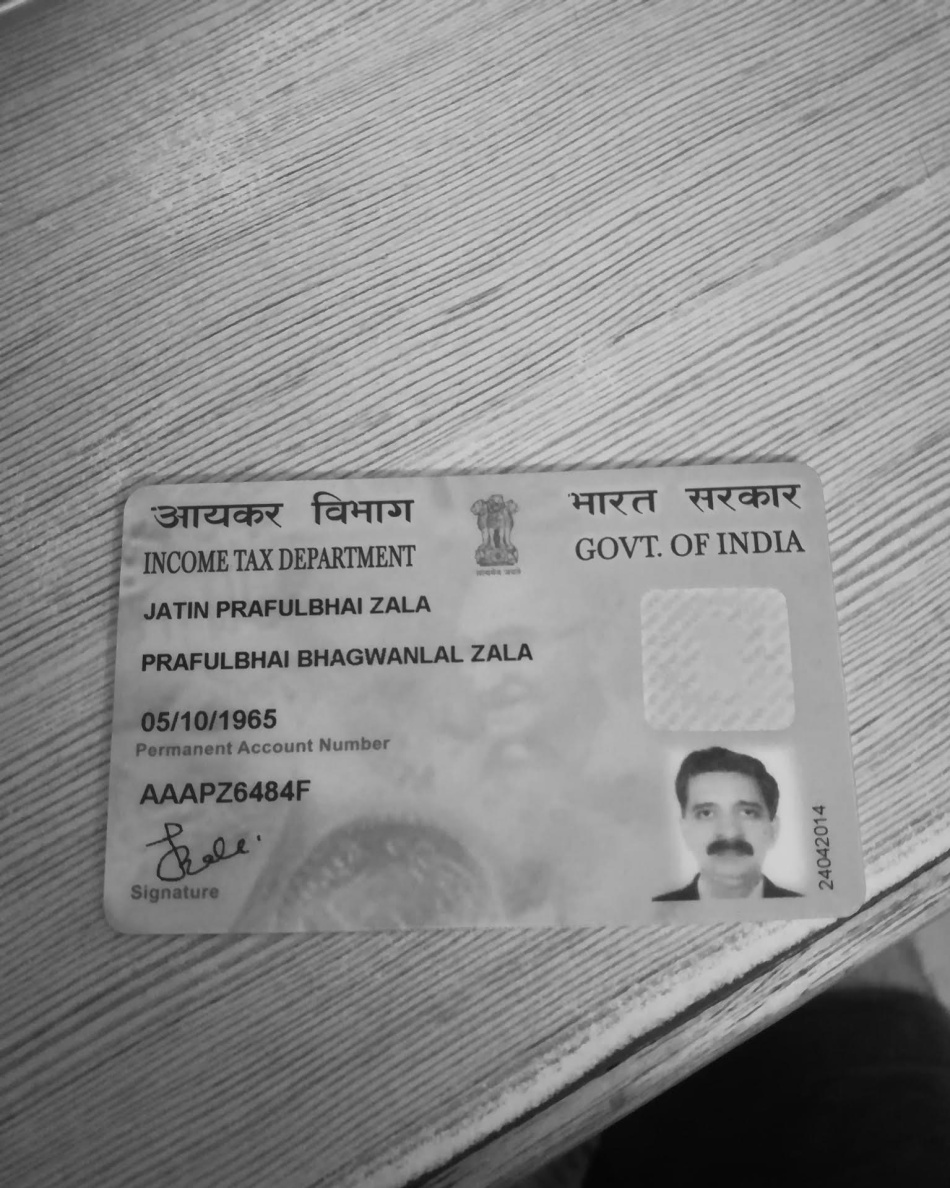 आयकर विभाग
INCOME TAX DEPARTMENT
भारत सरकार
GOVT. OF INDIA
JATIN PRAFULBHAI ZALA
PRAFULBHAI BHAGWANLAL ZALA
05/10/1965
Permanent Account Number
AAAPZ6484F
Signature
24042014